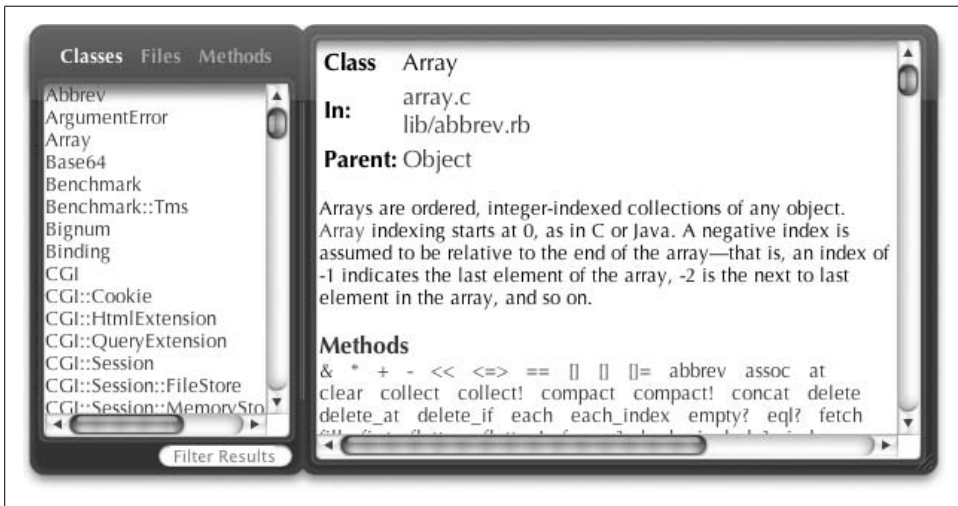 Classes Files Methods
Abbrev
ArgumentError
Array
Base64
Benchmark
Benchmark::Tms
Bignum
Binding
CGI
CGI::Cookie
CGI::HtmlExtension
CGI::QueryExtension
CGI::Session
CGI::Session::FileStore
CGI::Session::MemorySto
Filter Results
Class Array
In: array.c
lib/abbrev.rb
Parent: Object
Arrays are ordered, integer-indexed collections of any object.
Array indexing starts at 0, as in C or Java. A negative index is
assumed to be relative to the end of the array—that is, an index of
-1 indicates the last element of the array, -2 is the next to last
element in the array, and so on.
Methods
& * + - << <=> == [] [] []= abbrev assoc at
clear collect collect! compact compact! concat delete
delete_at delete_if each each_index empty? eql? fetch